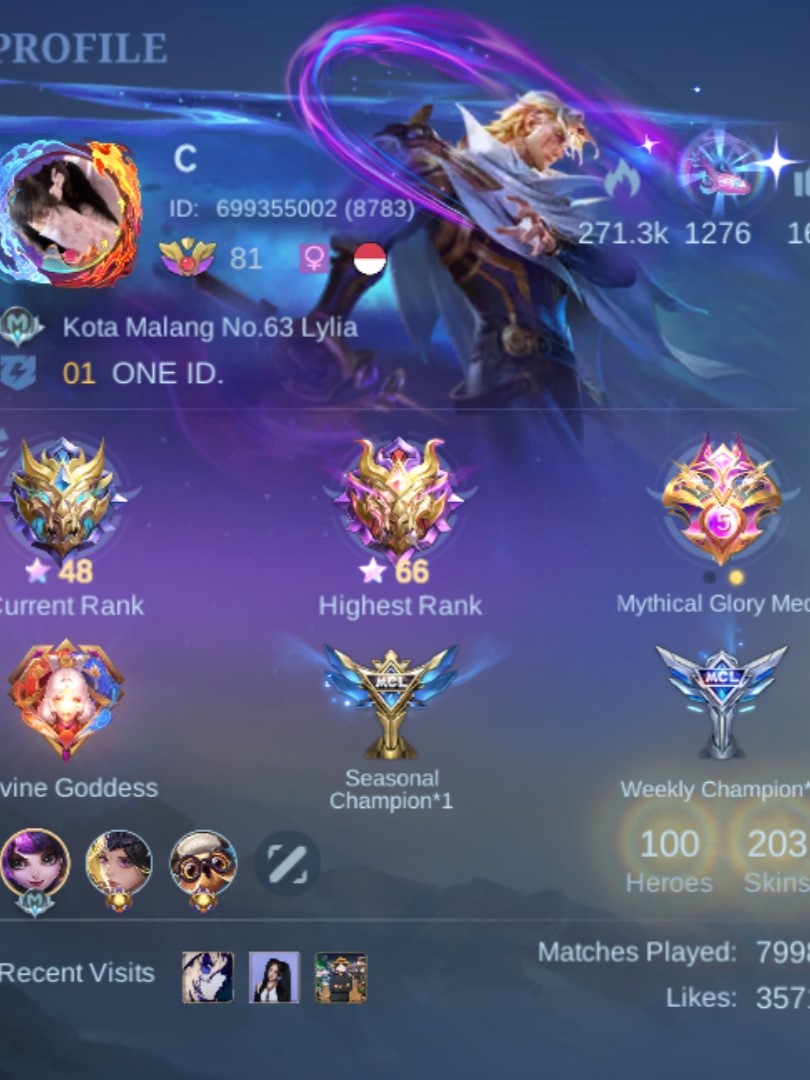 PROFILE
C
ID: 699355002 (8783)
81
271.3k 1276 16
Kota Malang No.63 Lylia
01 ONE ID.
48
66
5
Current Rank
Highest Rank
Mythical Glory Med
MCL
MCL
vine Goddess
Seasonal
Champion*1
Weekly Champion*
M
100
203
Heroes
Skins
Recent Visits
Matches Played: 7998
Likes: 3571